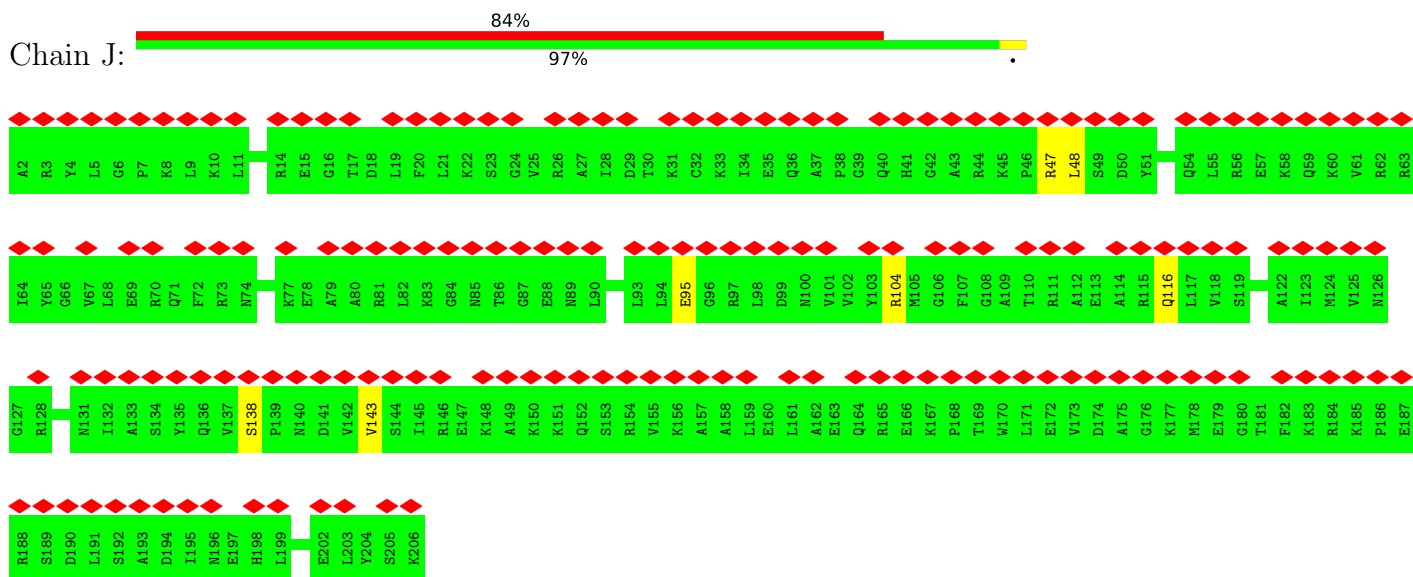 84%
Chain J:
97% .
A2 R3 Y4 L5 G6 P7 K8 L9 K10 L11 R14 E15 G16 T17 D18 L19 F20 L21 K22 S23 G24 V25 R26 A27 I28 D29 T30 K31 C32 K33 I34 E35 Q36 A37 P38 G39 Q40 H41 G42 A43 R44 K45 P46 R47 L48 S49 D50 Y51 Q54 L55 R56 E57 K58 Q59 K60 V61 R62 R63
I64 Y65 G66 V67 L68 E69 R70 Q71 F72 R73 N74 K77 E78 A79 A80 R81 L82 K83 G84 N85 T86 G87 E88 N89 L90 L93 L94 E95 G96 R97 L98 D99 N100 V101 V102 Y103 R104 M105 G106 F107 G108 A109 T110 R111 A112 E113 A114 R115 Q116 L117 V118 S119 A122 I123 M124 V125 N126
G127 R128 N131 I132 A133 S134 Y135 Q136 V137 S138 P139 N140 D141 V142 V143 S144 I145 R146 E147 K148 A149 K150 K151 Q152 S153 R154 V155 K156 A157 A158 L159 E160 L161 A162 E163 Q164 R165 E166 K167 P168 T169 W170 L171 E172 V173 D174 A175 G176 K177 M178 E179 G180 T181 F182 K183 R184 K185 P186 E187
R188 S189 D190 L191 S192 A193 D194 I195 N196 E197 H198 L199 E202 L203 Y204 S205 K206